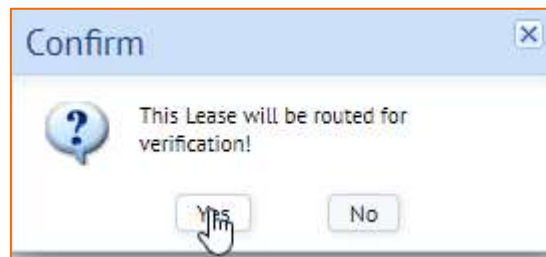 Confirm
This Lease will be routed for
verification!
Yes No